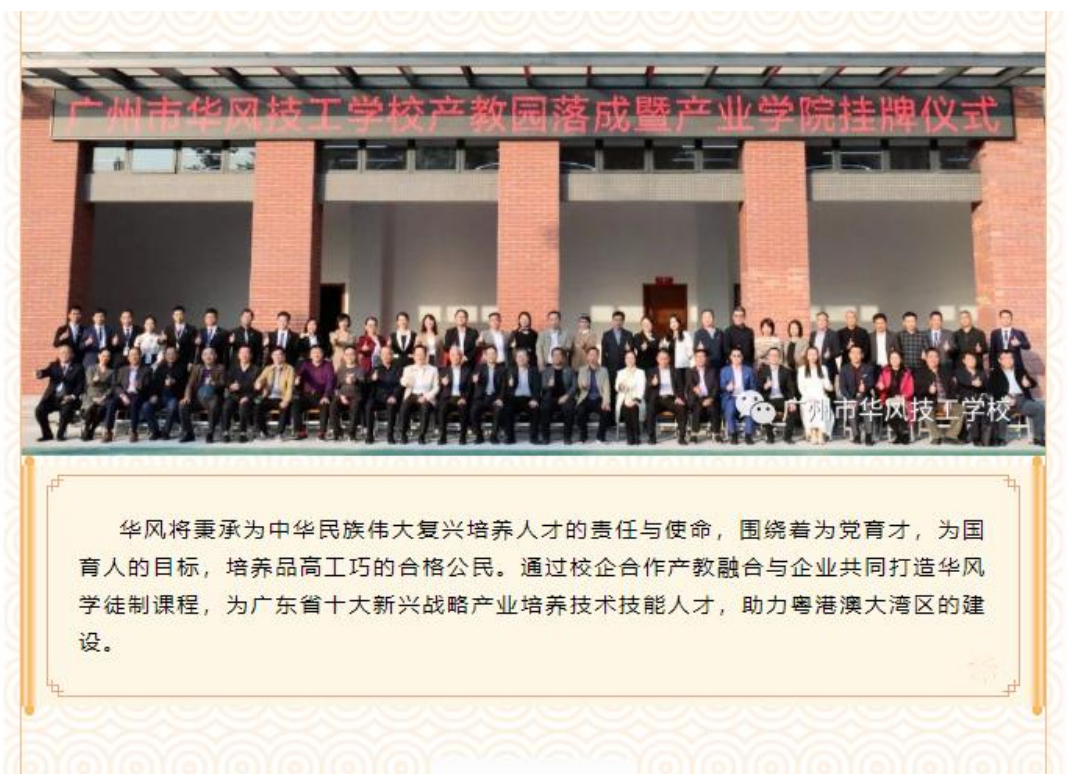 广州市华风技工学校产教园落成暨产业学院挂牌仪式
广州市华风技工学校
华风将秉承为中华民族伟大复兴培养人才的责任与使命，围绕着为党育才，为国
育人的目标，培养品高工巧的合格公民。通过校企合作产教融合与企业共同打造华风
学徒制课程，为广东省十大新兴战略产业培养技术技能人才，助力粤港澳大湾区的建
设。